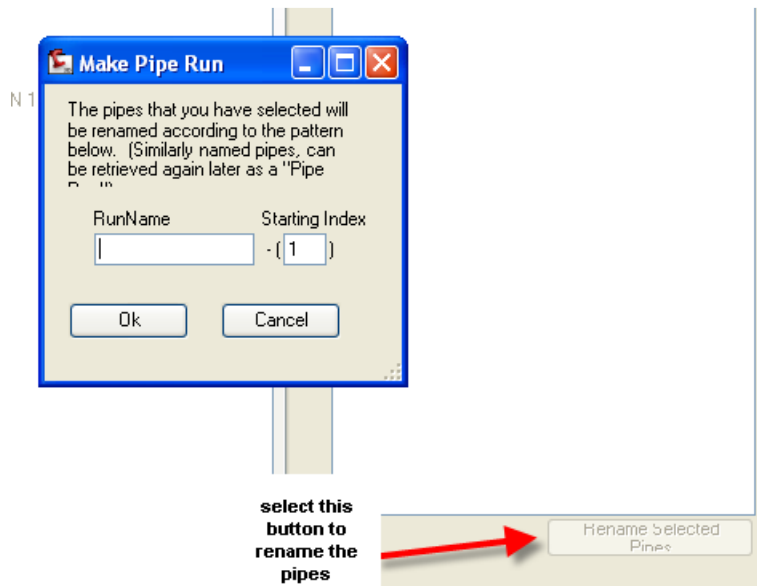 Make Pipe Run
N 1
The pipes that you have selected will
be renamed according to the pattern
below. (Similarly named pipes, can
be retrieved again later as a "Pipe
RunName
Starting Index
- ( 1 )
Ok
Cancel
select this
button to
rename the
pipes
Rename Selected
Pipes